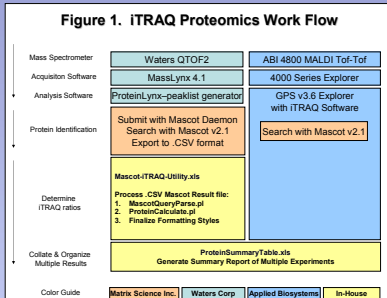 Figure 1. iTRAQ Proteomics Work Flow
Mass Spectrometer
Waters QTOF2
ABI 4800 MALDI Tof-Tof
Acquisiton Software
MassLynx 4.1
4000 Series Explorer
Analysis Software
ProteinLynx–peaklist generator
GPS v3.6 Explorer
with iTRAQ Software
Protein Identification
Submit with Mascot Daemon
Search with Mascot v2.1
Export to .CSV format
Search with Mascot v2.1
Determine
iTRAQ ratios
Mascot-iTRAQ-Utility.xls
Process .CSV Mascot Result file:
1. MascotQueryParse.pl
2. ProteinCalculate.pl
3. Finalize Formatting Styles
Collate & Organize
Multiple Results
ProteinSummaryTable.xls
Generate Summary Report of Multiple Experiments
Color Guide
Matrix Science Inc.
Waters Corp
Applied Biosystems
In-House